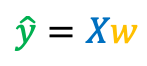 ŷ = Xw